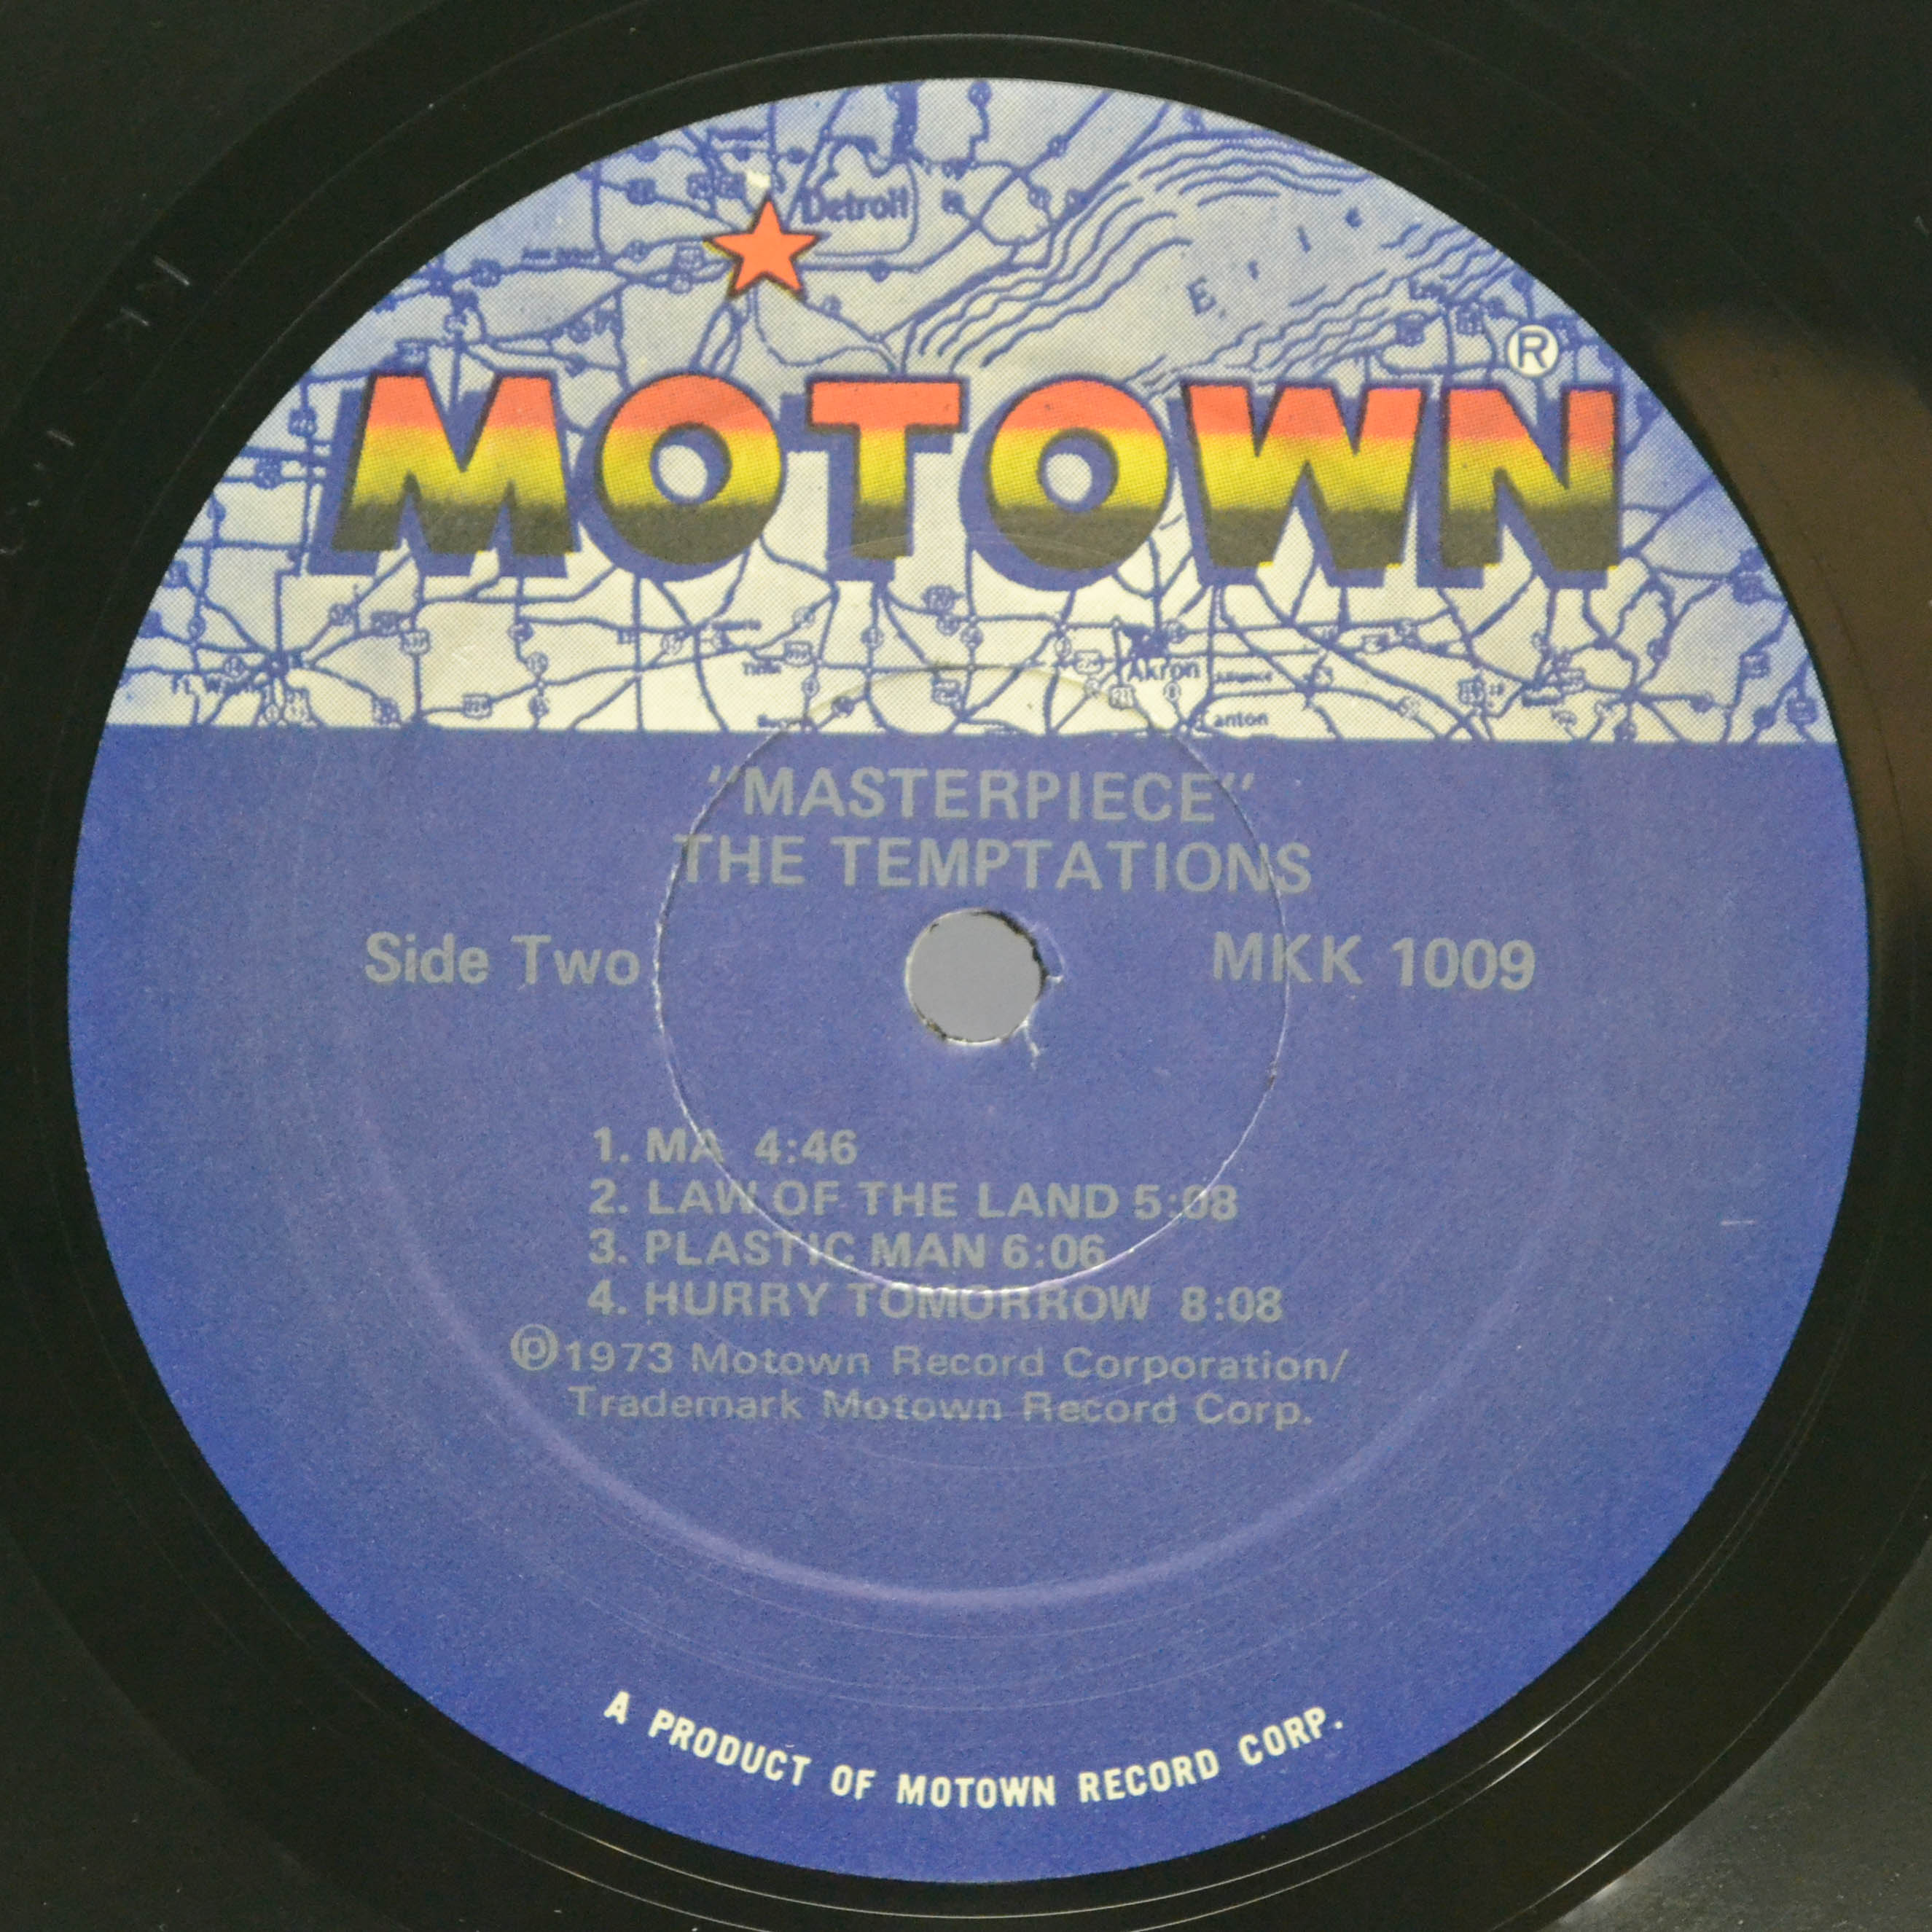 Detroit
E r i e
MOTOWN®
Akron
Alliance
Canton
"MASTERPIECE"
THE TEMPTATIONS
Side Two
MKK 1009
1. MA 4:46
2. LAW OF THE LAND 5:08
3. PLASTIC MAN 6:06
4. HURRY TOMORROW 8:08
℗1973 Motown Record Corporation/
Trademark Motown Record Corp.
A PRODUCT OF MOTOWN RECORD CORP.